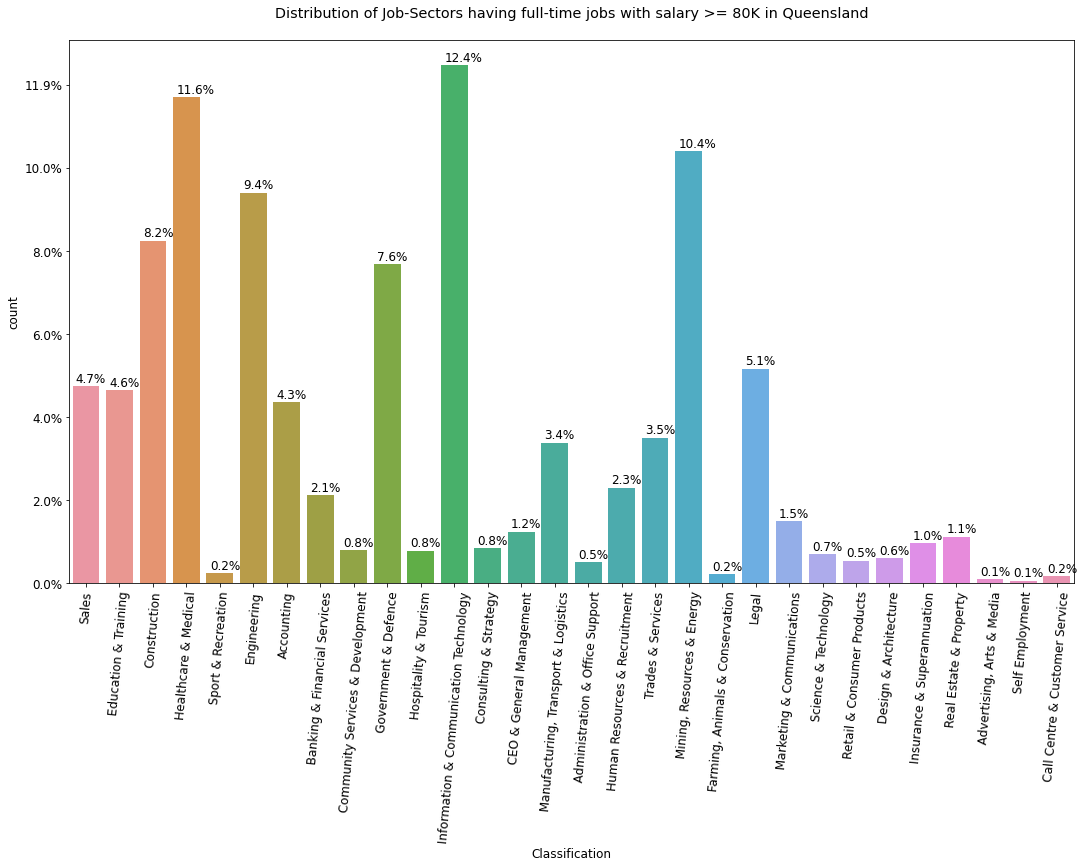 Distribution of Job-Sectors having full-time jobs with salary >= 80K in Queensland
count
11.9%
10.0%
8.0%
6.0%
4.0%
2.0%
0.0%
4.7%
4.6%
8.2%
11.6%
0.2%
9.4%
4.3%
2.1%
0.8%
7.6%
0.8%
12.4%
0.8%
1.2%
3.4%
0.5%
2.3%
3.5%
10.4%
0.2%
5.1%
1.5%
0.7%
0.5%
0.6%
1.0%
1.1%
0.1%
0.1%
0.2%
Sales
Education & Training
Construction
Healthcare & Medical
Sport & Recreation
Engineering
Accounting
Banking & Financial Services
Community Services & Development
Government & Defence
Hospitality & Tourism
Information & Communication Technology
Consulting & Strategy
CEO & General Management
Manufacturing, Transport & Logistics
Administration & Office Support
Human Resources & Recruitment
Trades & Services
Mining, Resources & Energy
Farming, Animals & Conservation
Legal
Marketing & Communications
Science & Technology
Retail & Consumer Products
Design & Architecture
Insurance & Superannuation
Real Estate & Property
Advertising, Arts & Media
Self Employment
Call Centre & Customer Service
Classification